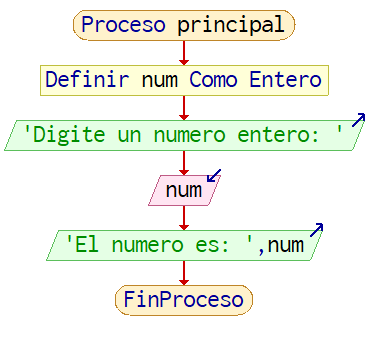 Proceso principal
Definir num Como Entero
'Digite un numero entero: '
num
'El numero es: ',num
FinProceso